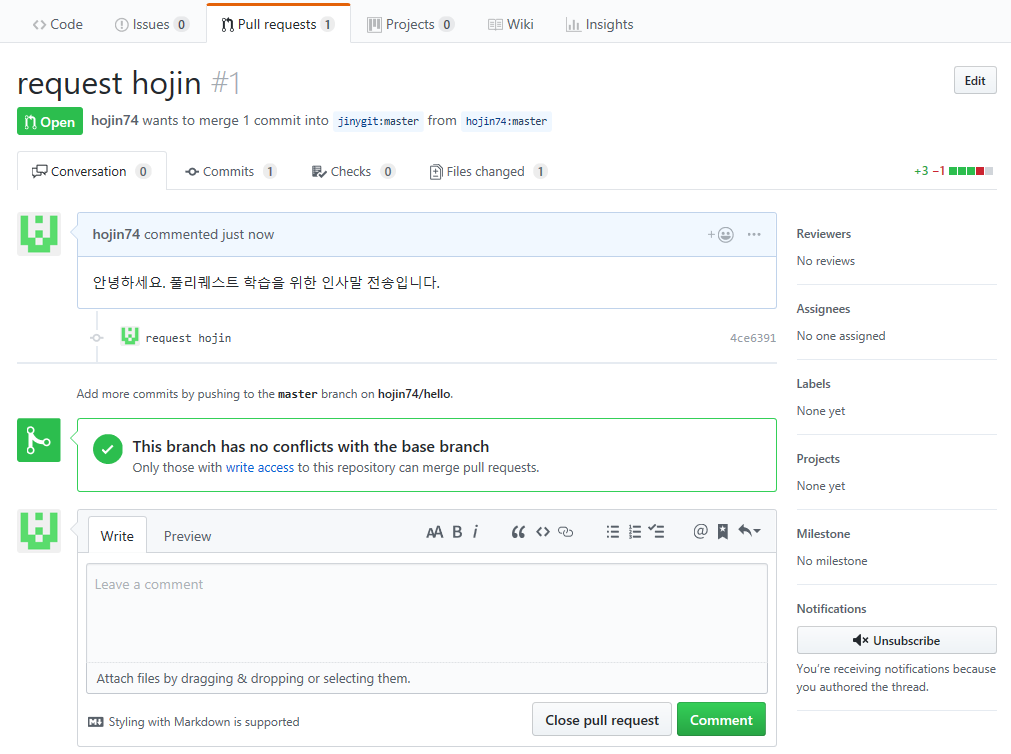 Code Issues 0 Pull requests 1 Projects 0 Wiki Insights
request hojin #1
Edit
Open hojin74 wants to merge 1 commit into jinygit:master from hojin74:master
Conversation 0 Commits 1 Checks 0 Files changed 1 +3 −1
hojin74 commented just now
안녕하세요. 풀리퀘스트 학습을 위한 인사말 전송입니다.
request hojin 4ce6391
Add more commits by pushing to the master branch on hojin74/hello.
This branch has no conflicts with the base branch
Only those with write access to this repository can merge pull requests.
Write Preview AA B i
Leave a comment
Attach files by dragging & dropping or selecting them.
Styling with Markdown is supported
Close pull request Comment
Reviewers
No reviews
Assignees
No one assigned
Labels
None yet
Projects
None yet
Milestone
No milestone
Notifications
Unsubscribe
You're receiving notifications because
you authored the thread.